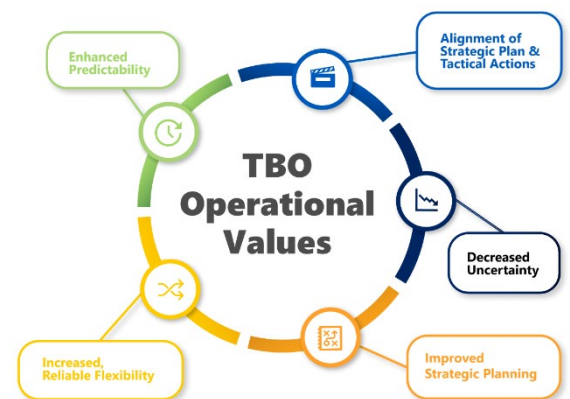 Enhanced
Predictability
Alignment of
Strategic Plan &
Tactical Actions
TBO
Operational
Values
Decreased
Uncertainty
Increased,
Reliable Flexibility
Improved
Strategic Planning